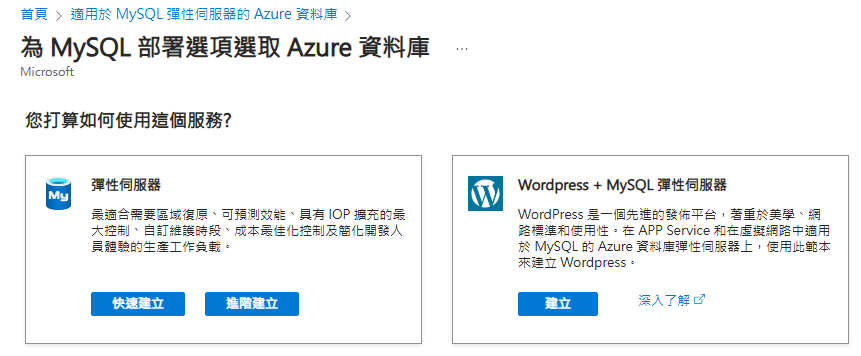 首頁 > 適用於 MySQL 彈性伺服器的 Azure 資料庫 >
為 MySQL 部署選項選取 Azure 資料庫 ...
Microsoft
您打算如何使用這個服務?
My
彈性伺服器
最適合需要區域復原、可預測效能、具有 IOP 擴充的最
大控制、自訂維護時段、成本最佳化控制及簡化開發人
員體驗的生產工作負載。
快速建立 進階建立
Wordpress + MySQL 彈性伺服器
WordPress 是一個先進的發佈平台，著重於美學、網
路標準和使用性。在 APP Service 和在虛擬網路中適用
於 MySQL 的 Azure 資料庫彈性伺服器上，使用此範本
來建立 Wordpress。
建立 深入了解